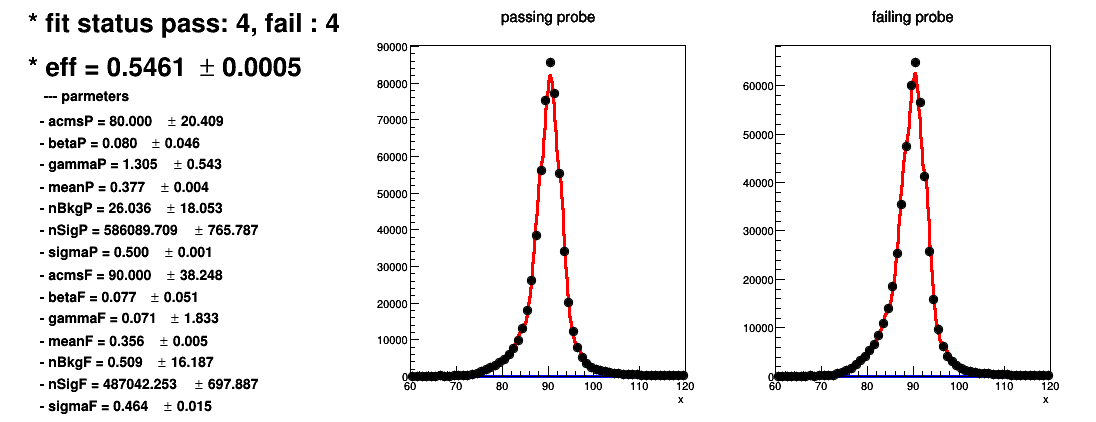 * fit status pass: 4, fail : 4
* eff = 0.5461 ± 0.0005
--- parmeters
- acmsP = 80.000 ± 20.409
- betaP = 0.080 ± 0.046
- gammaP = 1.305 ± 0.543
- meanP = 0.377 ± 0.004
- nBkgP = 26.036 ± 18.053
- nSigP = 586089.709 ± 765.787
- sigmaP = 0.500 ± 0.001
- acmsF = 90.000 ± 38.248
- betaF = 0.077 ± 0.051
- gammaF = 0.071 ± 1.833
- meanF = 0.356 ± 0.005
- nBkgF = 0.509 ± 16.187
- nSigF = 487042.253 ± 697.887
- sigmaF = 0.464 ± 0.015
passing probe
90000
80000
70000
60000
50000
40000
30000
20000
10000
0
60 70 80 90 100 110 120
x
failing probe
60000
50000
40000
30000
20000
10000
0
60 70 80 90 100 110 120
x